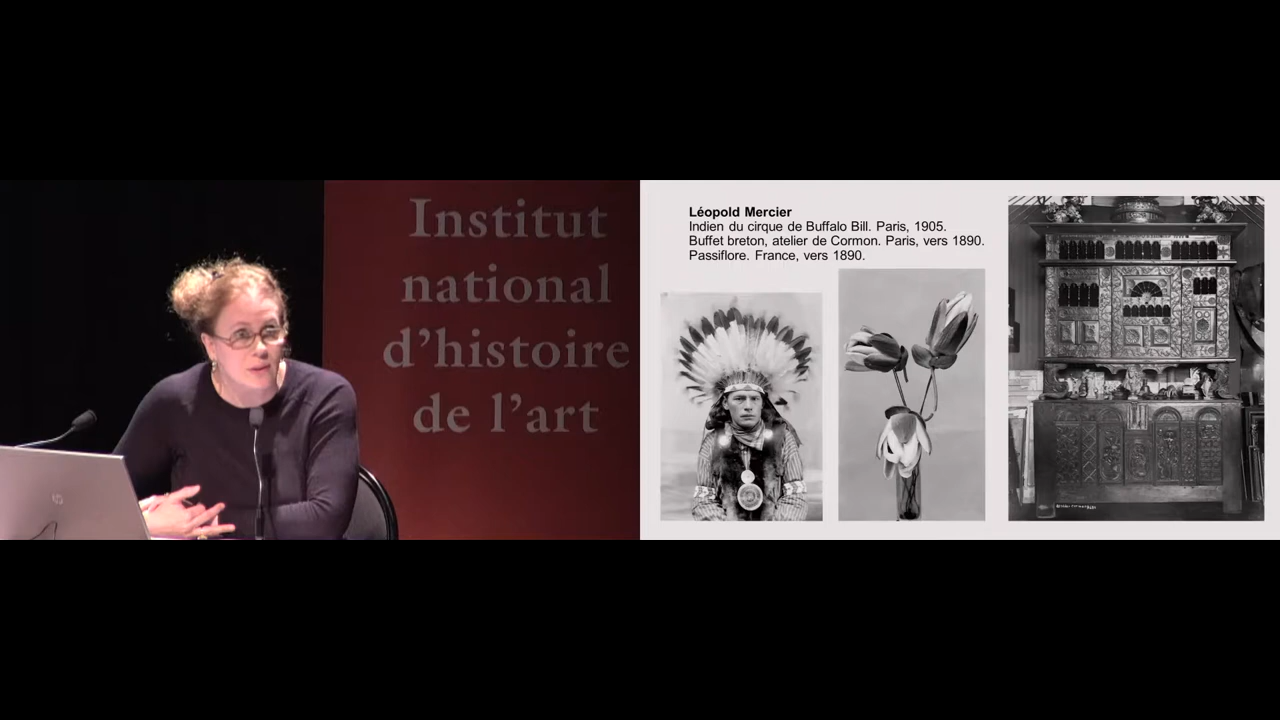 Institut
national
d’histoire
de l’art
Léopold Mercier
Indien du cirque de Buffalo Bill. Paris, 1905.
Buffet breton, atelier de Cormon. Paris, vers 1890.
Passiflore. France, vers 1890.